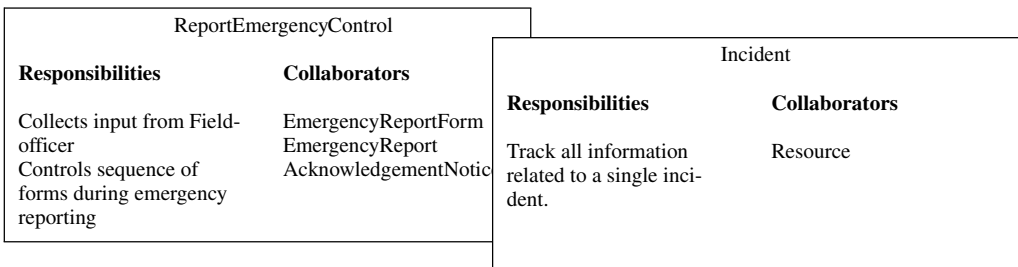 ReportEmergencyControl
Responsibilities
Collaborators
Collects input from Field-
officer
Controls sequence of
forms during emergency
reporting
EmergencyReportForm
EmergencyReport
AcknowledgementNotice
Incident
Responsibilities
Collaborators
Track all information
related to a single inci-
dent.
Resource